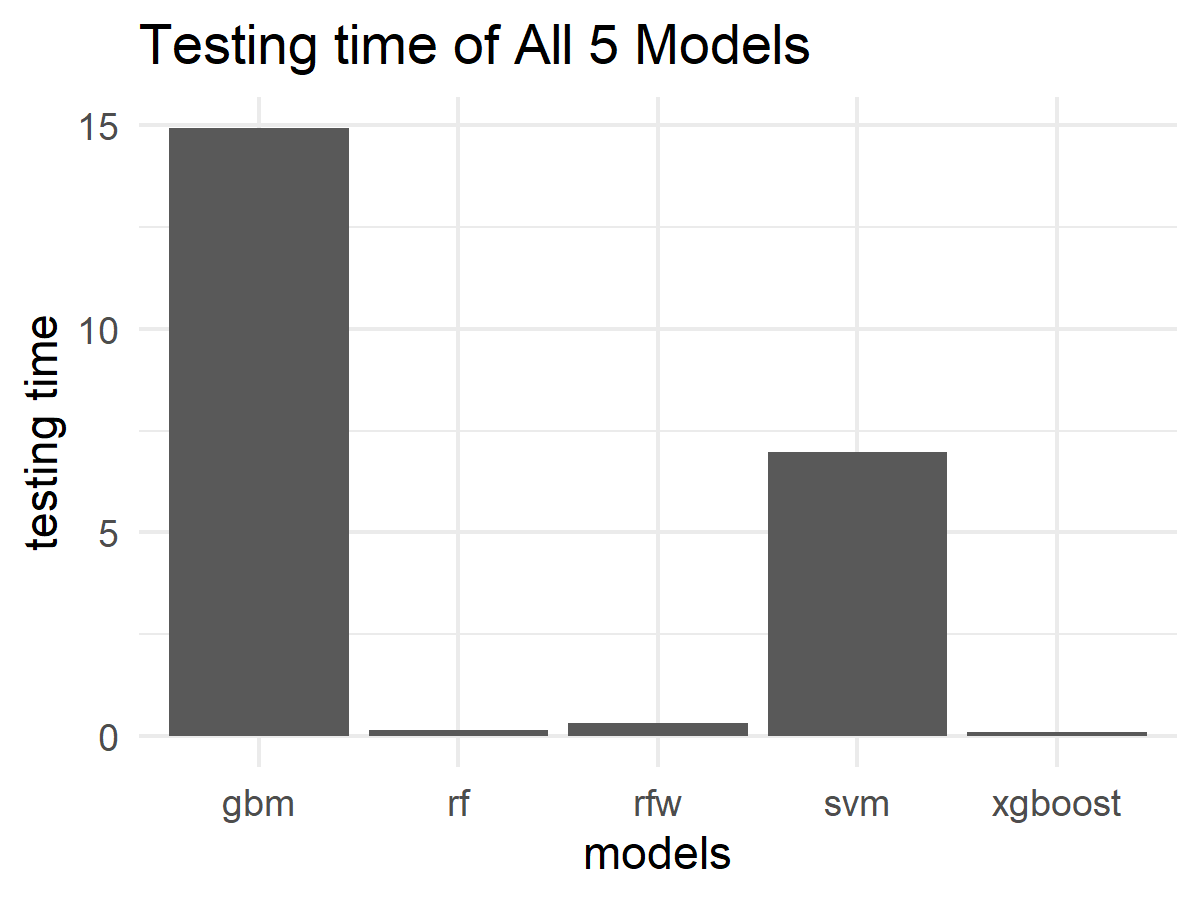 Testing time of All 5 Models
testing time
15
10
5
0
gbm rf rfw svm xgboost
models